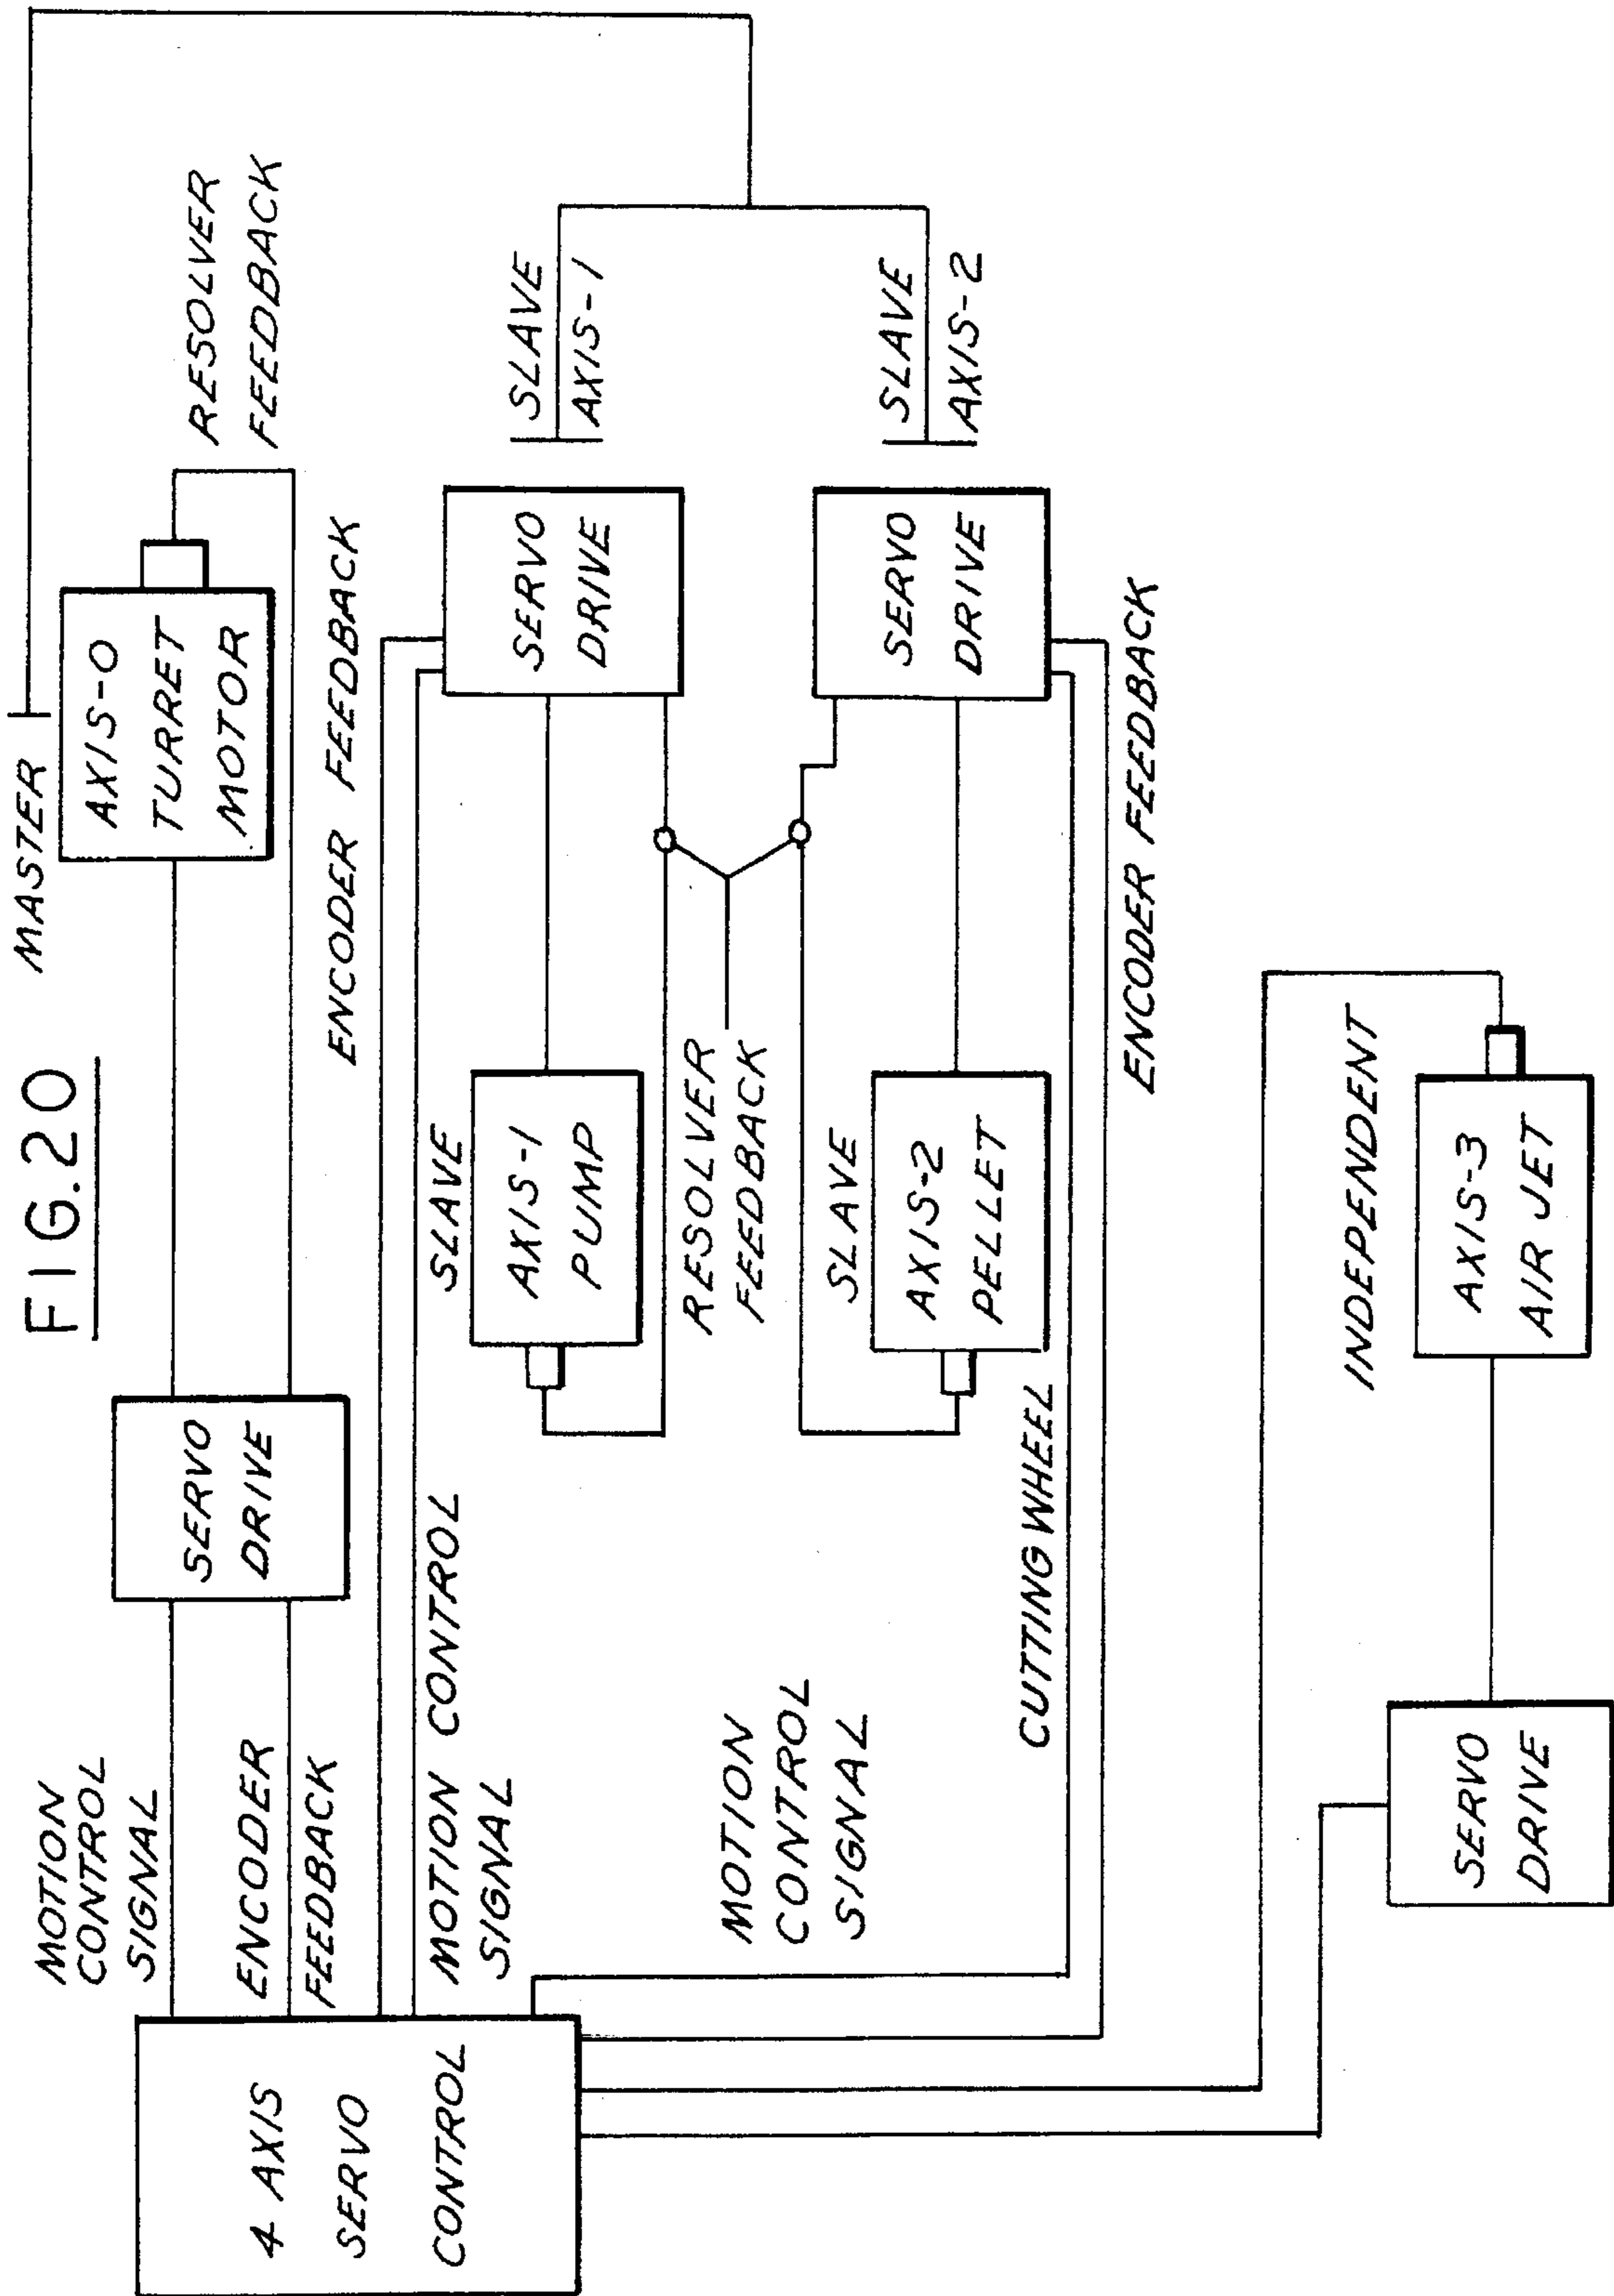 FIG.20
MASTER
AXIS-0
TURRET
MOTOR
RESOLVER
FEEDBACK
SERVO
DRIVE
MOTION
CONTROL
SIGNAL
ENCODER
FEEDBACK
4 AXIS
SERVO
CONTROL
ENCODER FEEDBACK
MOTION CONTROL
SIGNAL
SLAVE
AXIS-1
PUMP
SERVO
DRIVE
SLAVE
AXIS-1
RESOLVER
FEEDBACK
SLAVE
AXIS-2
PELLET
SERVO
DRIVE
SLAVE
AXIS-2
MOTION
CONTROL
SIGNAL
CUTTING WHEEL
ENCODER FEEDBACK
INDEPENDENT
AXIS-3
AIR JET
SERVO
DRIVE